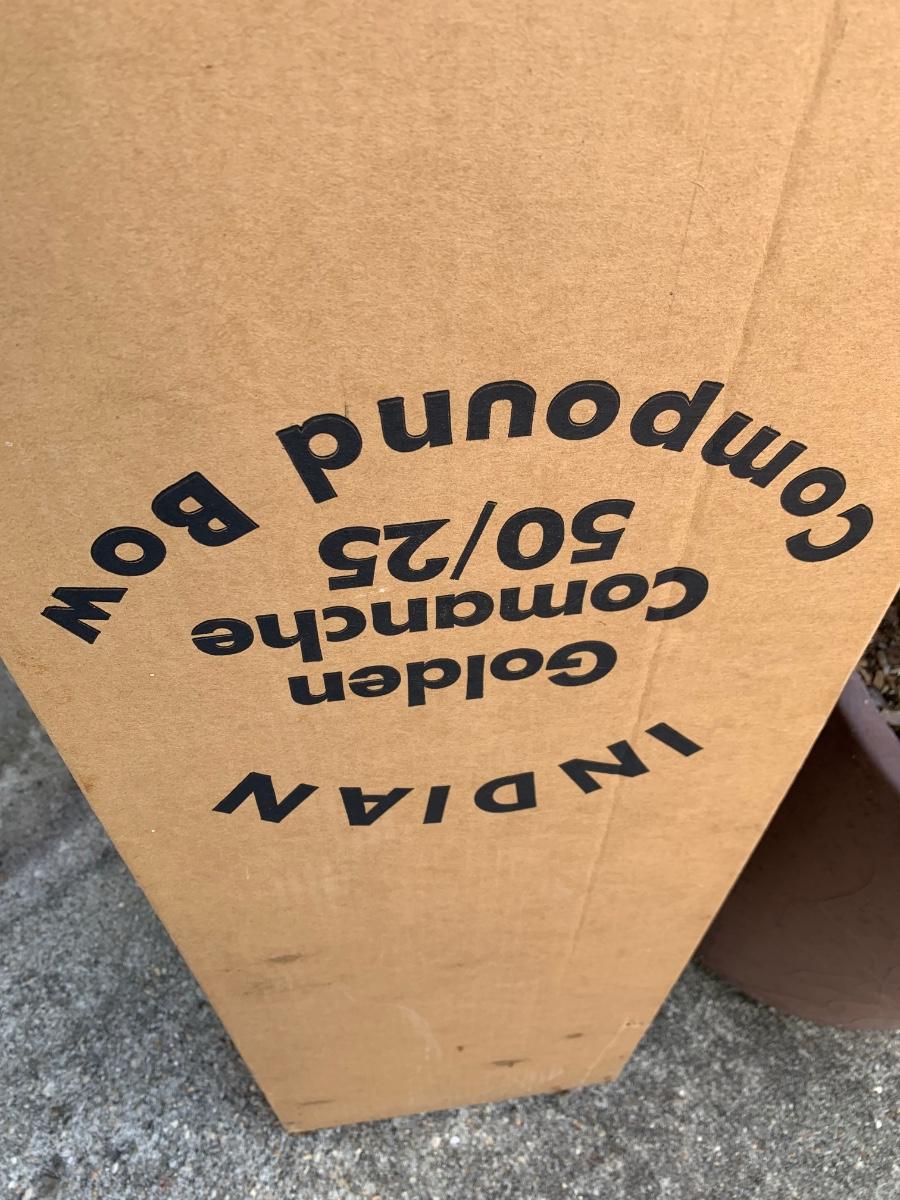 INDIAN
Golden
Comanche
50/25
Compound Bow